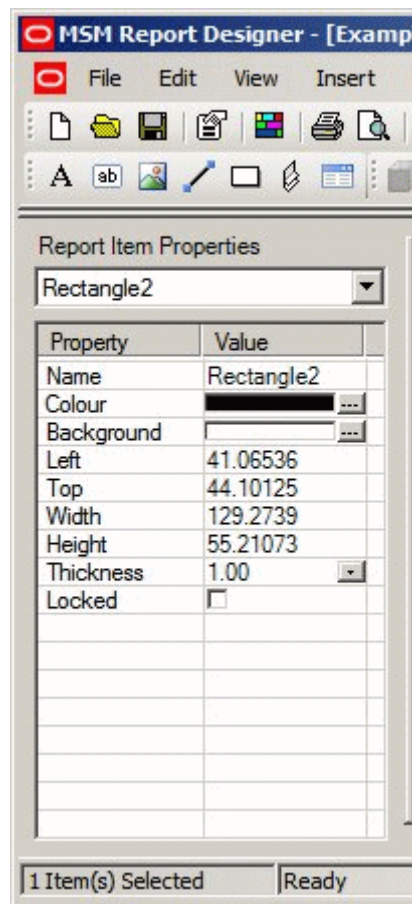 MSM Report Designer - [Examp
File Edit View Insert
A ab
Report Item Properties
Rectangle2
Property Value
Name Rectangle2
Colour ...
Background ...
Left 41.06536
Top 44.10125
Width 129.2739
Height 55.21073
Thickness 1.00
Locked
1 Item(s) Selected Ready